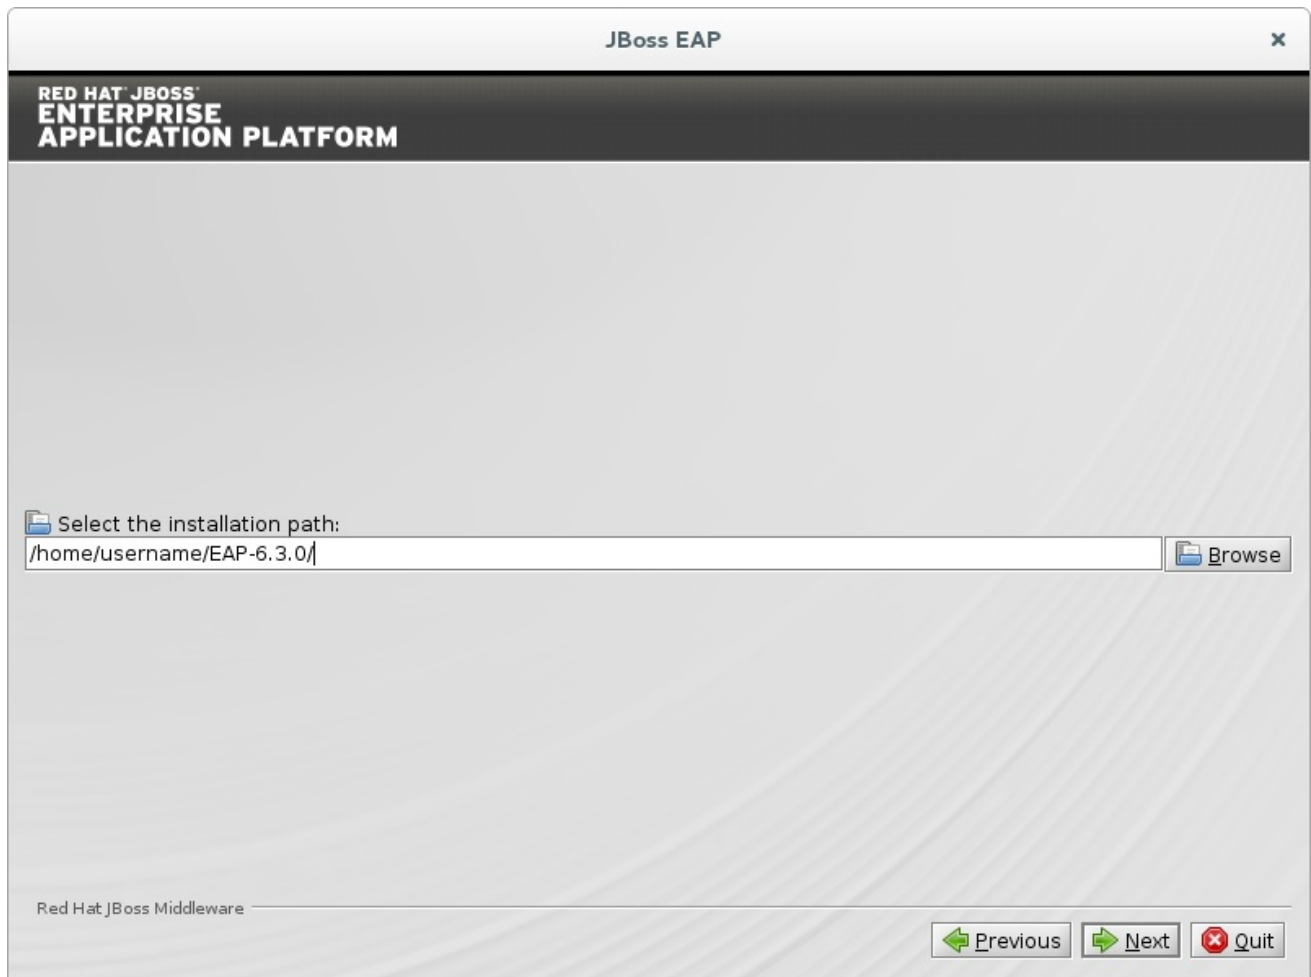 JBoss EAP
RED HAT JBOSS
ENTERPRISE
APPLICATION PLATFORM
Select the installation path:
/home/username/EAP-6.3.0/
Browse
Red Hat JBoss Middleware
Previous Next Quit